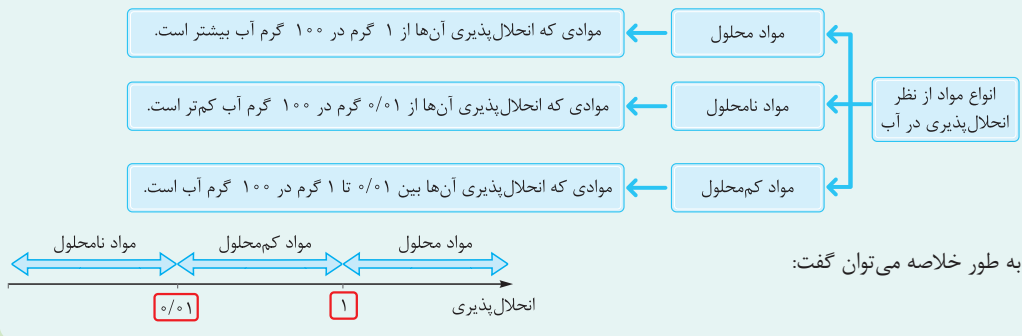 انواع مواد از نظر
انحلال‌پذیری در آب
مواد محلول
موادی که انحلال‌پذیری آن‌ها از ۱ گرم در ۱۰۰ گرم آب بیشتر است.
مواد نامحلول
موادی که انحلال‌پذیری آن‌ها از ۰/۰۱ گرم در ۱۰۰ گرم آب کم‌تر است.
مواد کم‌محلول
موادی که انحلال‌پذیری آن‌ها بین ۰/۰۱ تا ۱ گرم در ۱۰۰ گرم آب است.
به طور خلاصه می‌توان گفت:
مواد محلول
مواد کم‌محلول
مواد نامحلول
انحلال‌پذیری
۱
۰/۰۱